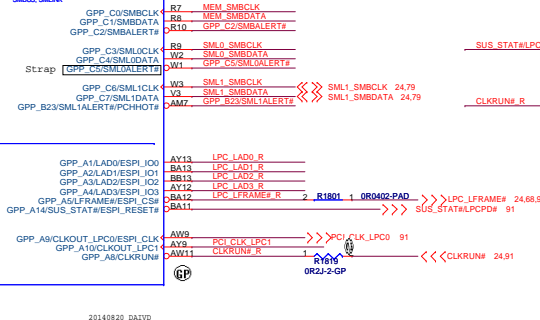 GPP_C0/SMBCLK R7 MEM_SMBCLK
GPP_C1/SMBDATA R8 MEM_SMBDATA
GPP_C2/SMBALERT# R10 GPP_C2/SMBALERT#
GPP_C3/SML0CLK R9 SML0_SMBCLK SUS_STAT#/LPC
GPP_C4/SML0DATA W2 SML0_SMBDATA
Strap GPP_C5/SML0ALERT# W1 GPP_C5/SML0ALERT#
GPP_C6/SML1CLK W3 SML1_SMBCLK SML1_SMBCLK 24,79
GPP_C7/SML1DATA V3 SML1_SMBDATA SML1_SMBDATA 24,79
GPP_B23/SML1ALERT#/PCHHOT# AM7 GPP_B23/SML1ALERT# CLKRUN#_R
GPP_A1/LAD0/ESPI_IO0 AY13 LPC_LAD0_R
GPP_A2/LAD1/ESPI_IO1 BA13 LPC_LAD1_R
GPP_A3/LAD2/ESPI_IO2 BB13 LPC_LAD2_R
GPP_A4/LAD3/ESPI_IO3 AY12 LPC_LAD3_R
GPP_A5/LFRAME#/ESPI_CS# BA12 LPC_LFRAME#_R 2 R1801 1 0R0402-PAD LPC_LFRAME# 24,68,9
GPP_A14/SUS_STAT#/ESPI_RESET# BA11 SUS_STAT#/LPCPD# 91
GPP_A9/CLKOUT_LPC0/ESPI_CLK AW9 PCI_CLK_LPC0 91
GPP_A10/CLKOUT_LPC1 AY9 PCI_CLK_LPC1
GPP_A8/CLKRUN# AW11 CLKRUN#_R 1 R1819 CLKRUN# 24,91
0R2J-2-GP
GP
20140820 DAIVD